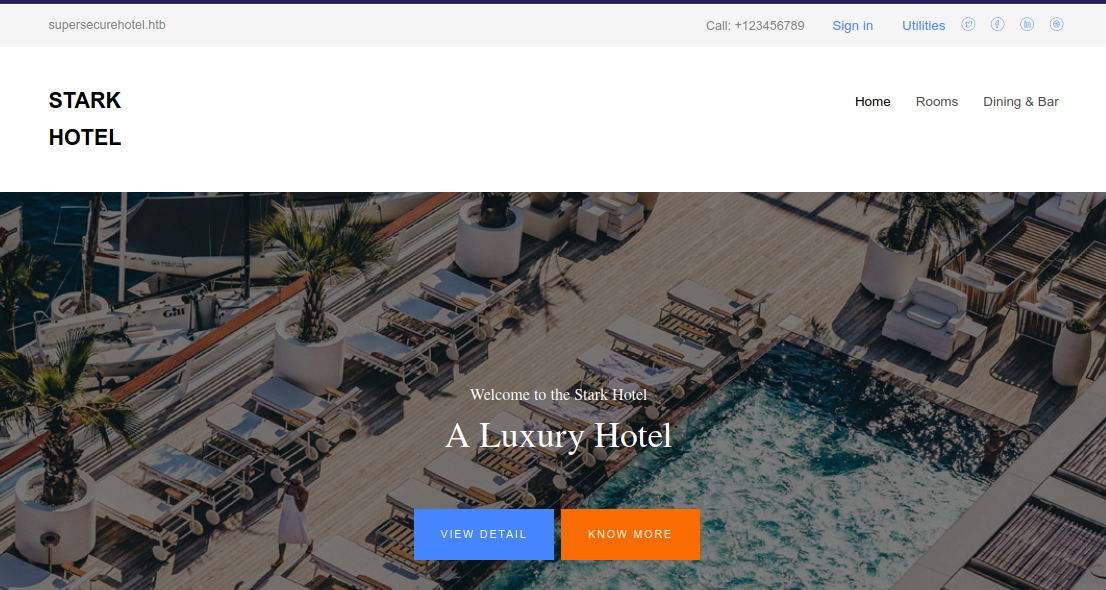 supersecurehotel.htb
Call: +123456789 Sign in Utilities
STARK
HOTEL
Home Rooms Dining & Bar
Welcome to the Stark Hotel
A Luxury Hotel
VIEW DETAIL KNOW MORE